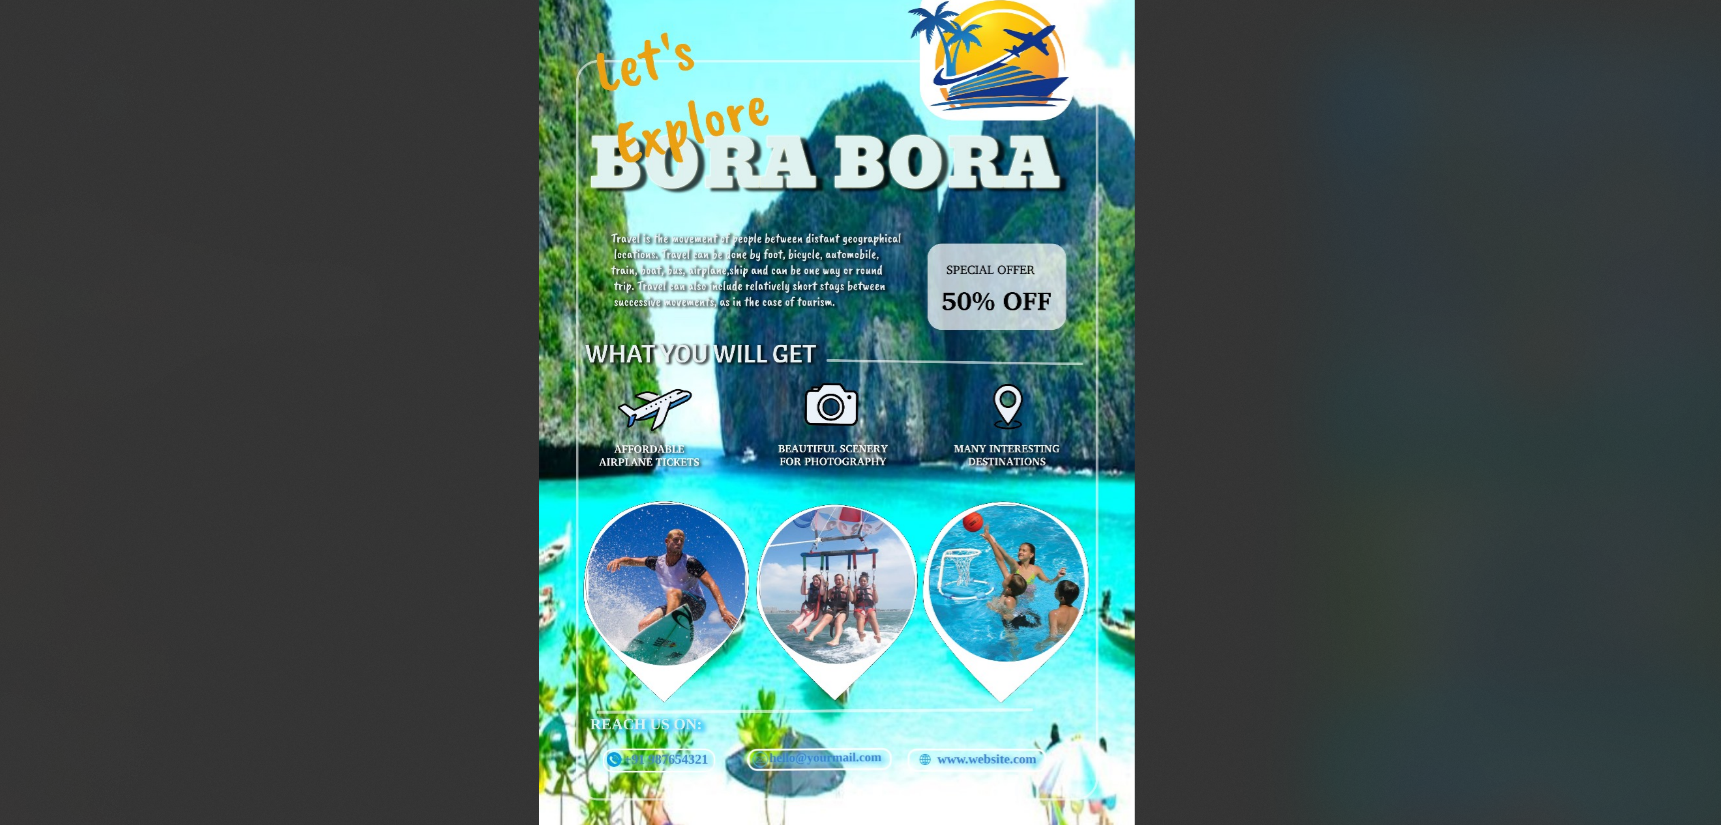 Let's
Explore
BORA BORA
Travel is the movement of people between distant geographical
locations. Travel can be done by foot, bicycle, automobile,
train, boat, bus, airplane,ship and can be one way or round
trip. Travel can also include relatively short stays between
successive movements, as in the case of tourism.
SPECIAL OFFER
50% OFF
WHAT YOU WILL GET
AFFORDABLE
AIRPLANE TICKETS
BEAUTIFUL SCENERY
FOR PHOTOGRAPHY
MANY INTERESTING
DESTINATIONS
REACH US ON:
hello@yourmail.com
www.website.com